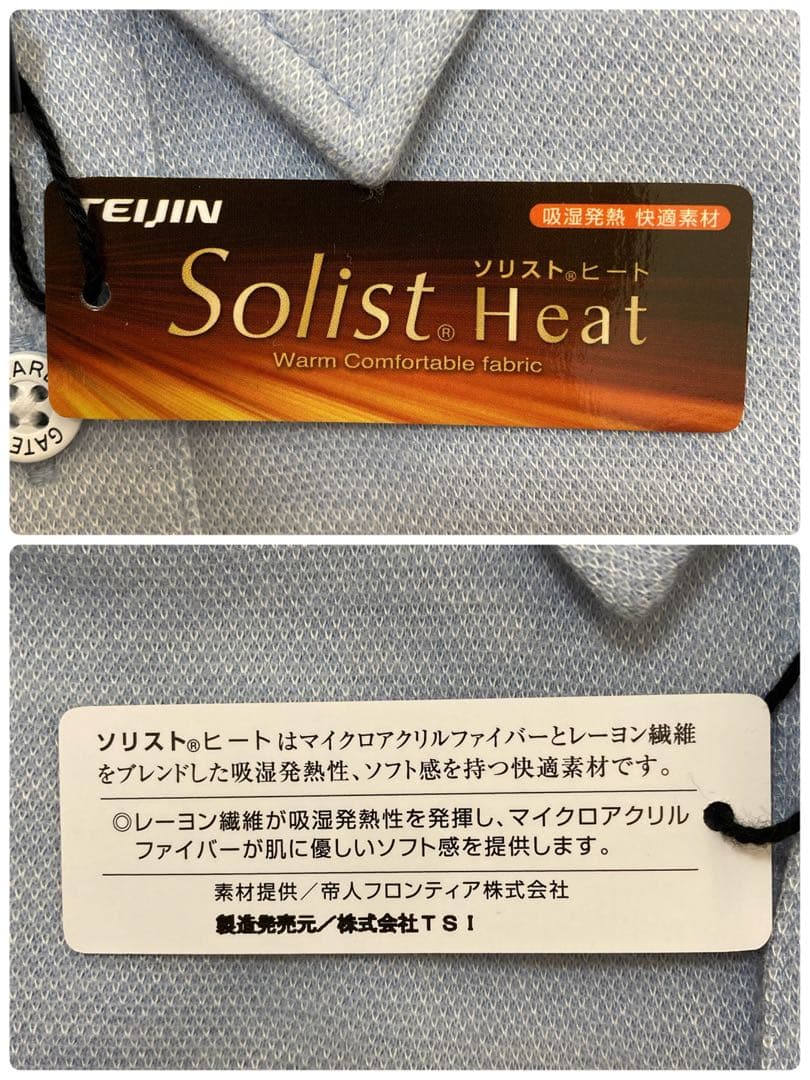 TEIJIN
吸湿発熱 快適素材
ソリスト®ヒート
Solist® Heat
Warm Comfortable fabric
GATE
ソリスト®ヒートはマイクロアクリルファイバーとレーヨン繊維
をブレンドした吸湿発熱性、ソフト感を持つ快適素材です。
◎レーヨン繊維が吸湿発熱性を発揮し、マイクロアクリル
ファイバーが肌に優しいソフト感を提供します。
素材提供／帝人フロンティア株式会社
製造発売元／株式会社TSI